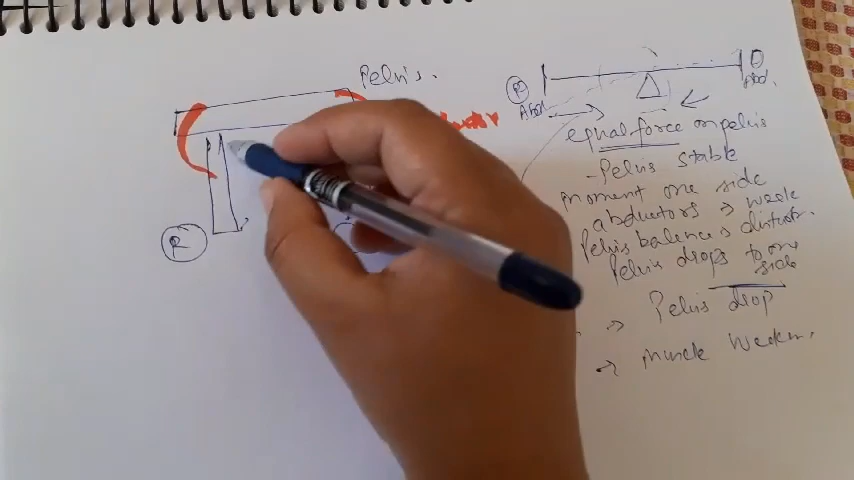 Pelvis.
R
R
Abd.
Abd.
equal force on pelvis
- Pelvis stable
moment one side
abductors → weak
Pelvis balance is disturb.
Pelvis drops to one
side
→ Pelvis drop
→ muscle weakn.